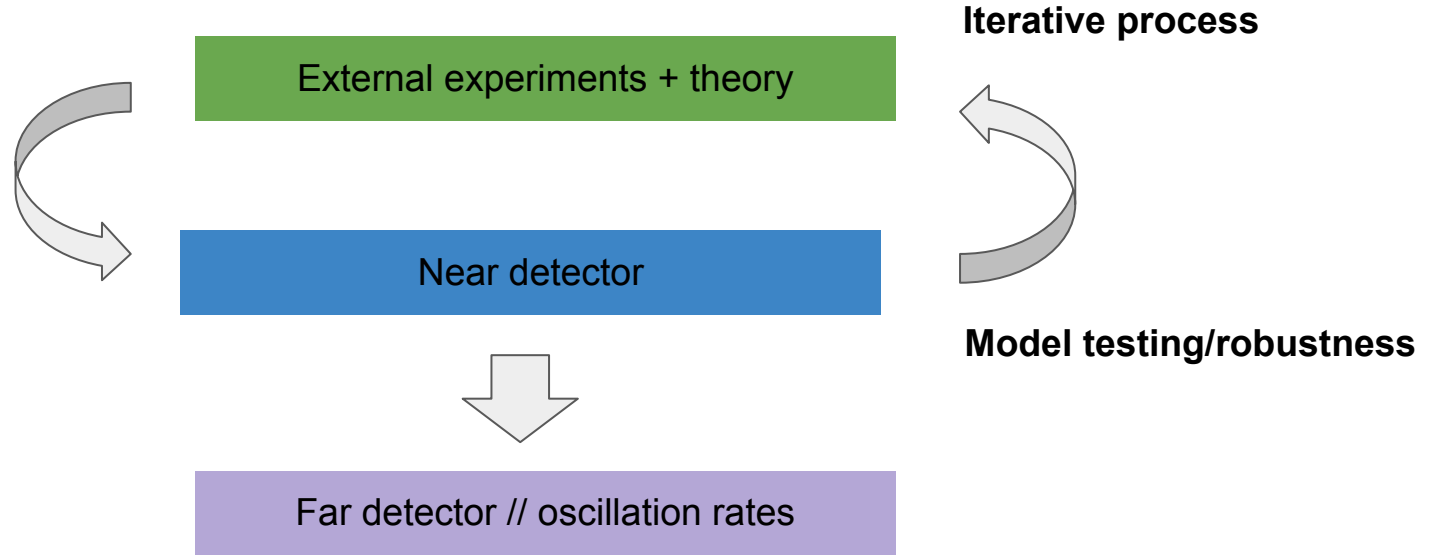 Iterative process
External experiments + theory
Near detector
Model testing/robustness
Far detector // oscillation rates